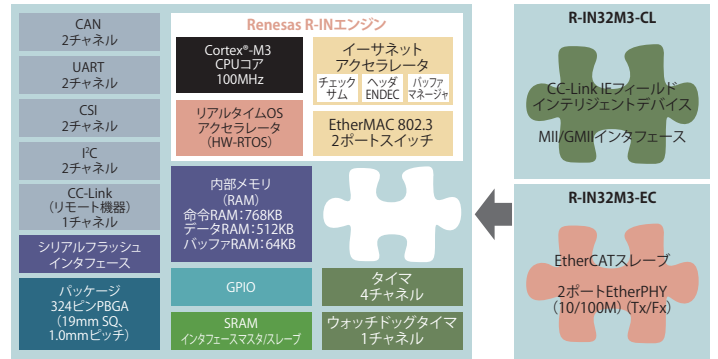 CAN
2チャネル
UART
2チャネル
CSI
2チャネル
I²C
2チャネル
CC-Link
(リモート機器)
1チャネル
シリアルフラッシュ
インタフェース
パッケージ
324ピンPBGA
(19mm SQ、
1.0mmピッチ)
Renesas R-INエンジン
Cortex®-M3
CPUコア
100MHz
イーサネット
アクセラレータ
チェック
サム
ヘッダ
ENDEC
バッファ
マネージャ
リアルタイムOS
アクセラレータ
(HW-RTOS)
EtherMAC 802.3
2ポートスイッチ
内部メモリ
(RAM)
命令RAM:768KB
データRAM:512KB
バッファRAM:64KB
GPIO
タイマ
4チャネル
SRAM
インタフェースマスタ/スレーブ
ウォッチドッグタイマ
1チャネル
R-IN32M3-CL
CC-Link IEフィールド
インテリジェントデバイス
MII/GMIIインタフェース
R-IN32M3-EC
EtherCATスレーブ
2ポートEtherPHY
(10/100M) (Tx/Fx)